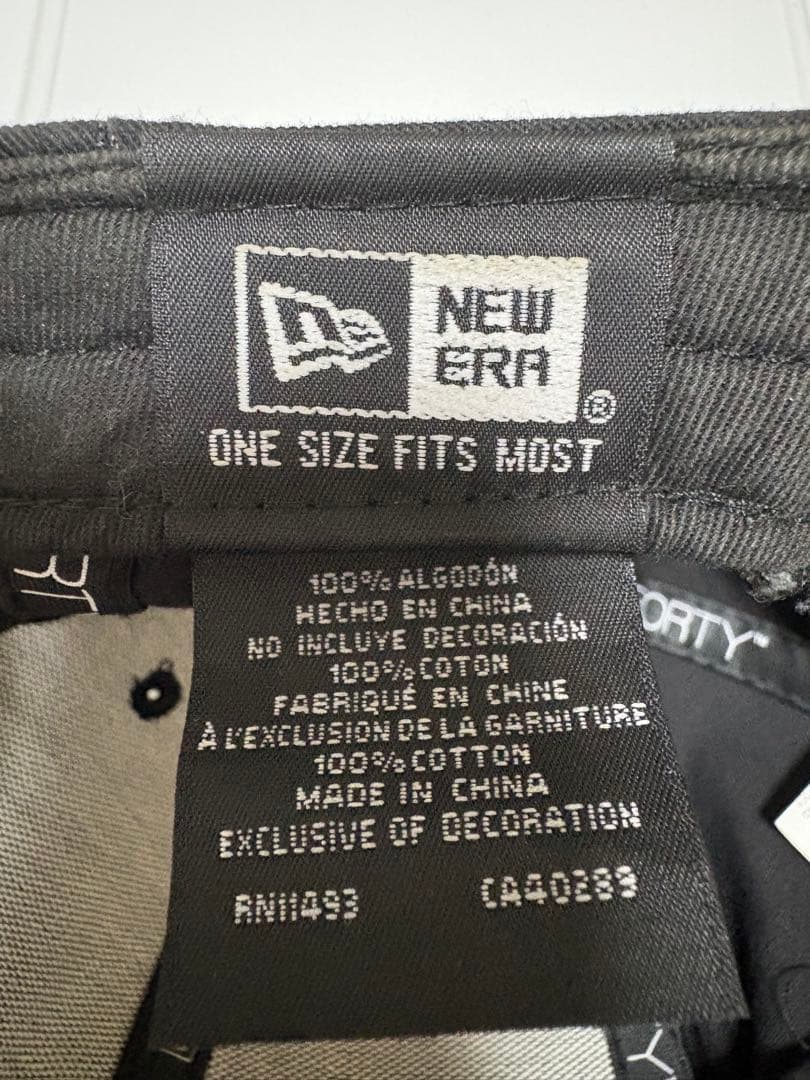 NEW
ERA
®
ONE SIZE FITS MOST
100% ALGODÓN
HECHO EN CHINA
NO INCLUYE DECORACIÓN
100% COTON
FABRIQUÉ EN CHINE
À L'EXCLUSION DE LA GARNITURE
100% COTTON
MADE IN CHINA
EXCLUSIVE OF DECORATION
RN11493 CA40289
ORTY™